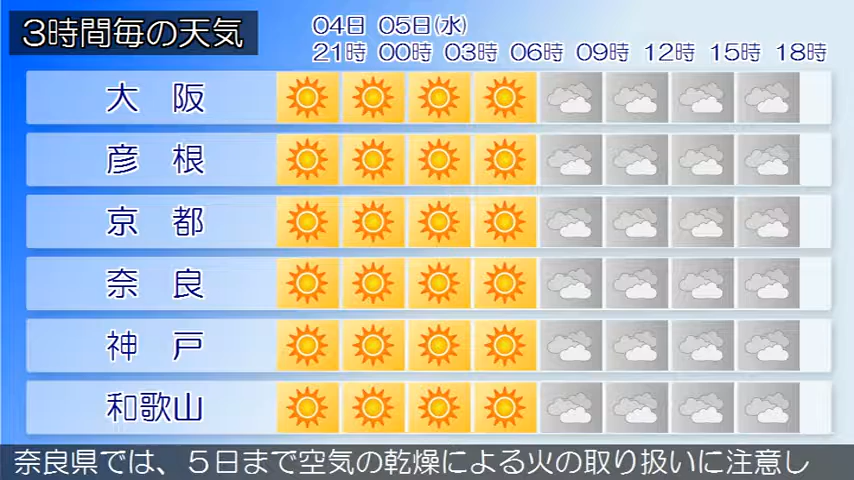 3時間毎の天気
04日 05日(水)
21時 00時 03時 06時 09時 12時 15時 18時
大 阪
彦 根
京 都
奈 良
神 戸
和歌山
奈良県では、５日まで空気の乾燥による火の取り扱いに注意し